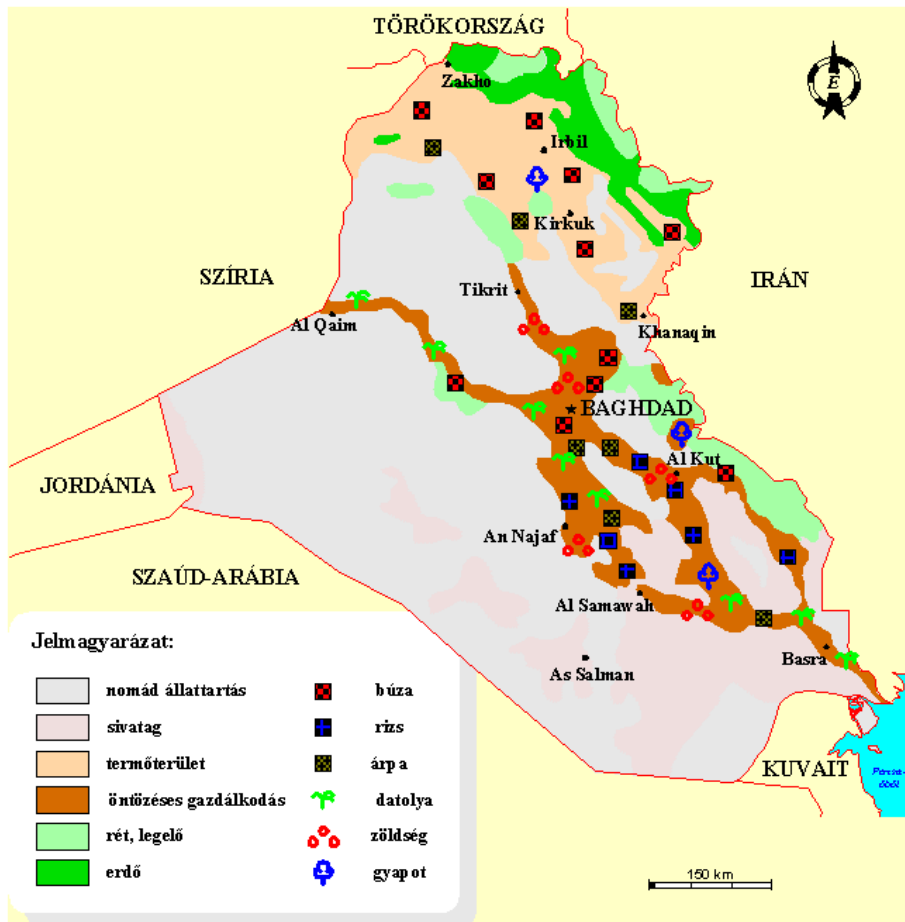 TÖRÖKORSZÁG
Zakho
E
Irbil
Kirkuk
SZÍRIA
IRÁN
Tikrit
Al Qaim
Khanaqin
BAGHDAD
Al Kut
JORDÁNIA
An Najaf
SZAÚD-ARÁBIA
Al Samawah
Basra
As Salman
KUVAIT
Perzsa-
öböl
Jelmagyarázat:
nomád állattartás
búza
sivatag
rizs
termőterület
árpa
öntözéses gazdálkodás
datolya
rét, legelő
zöldség
erdő
gyapot
150 km